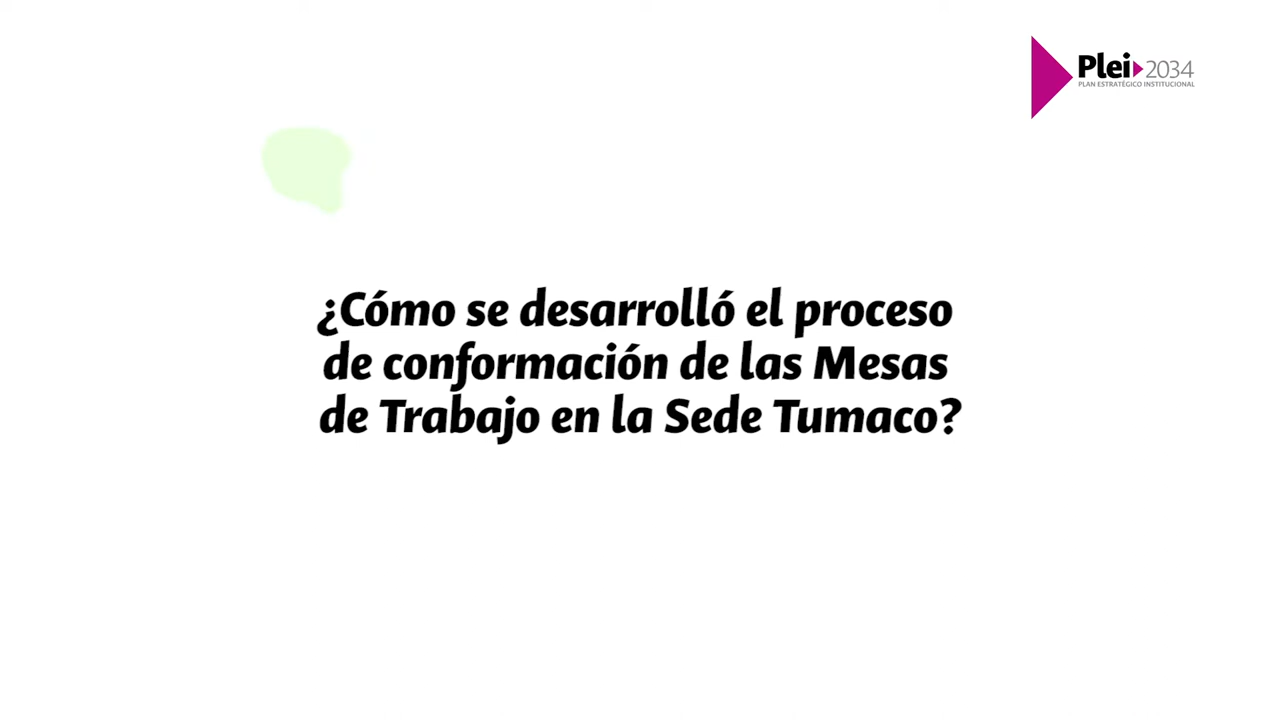 Plei 2034
PLAN ESTRATÉGICO INSTITUCIONAL
¿Cómo se desarrolló el proceso
de conformación de las Mesas
de Trabajo en la Sede Tumaco?